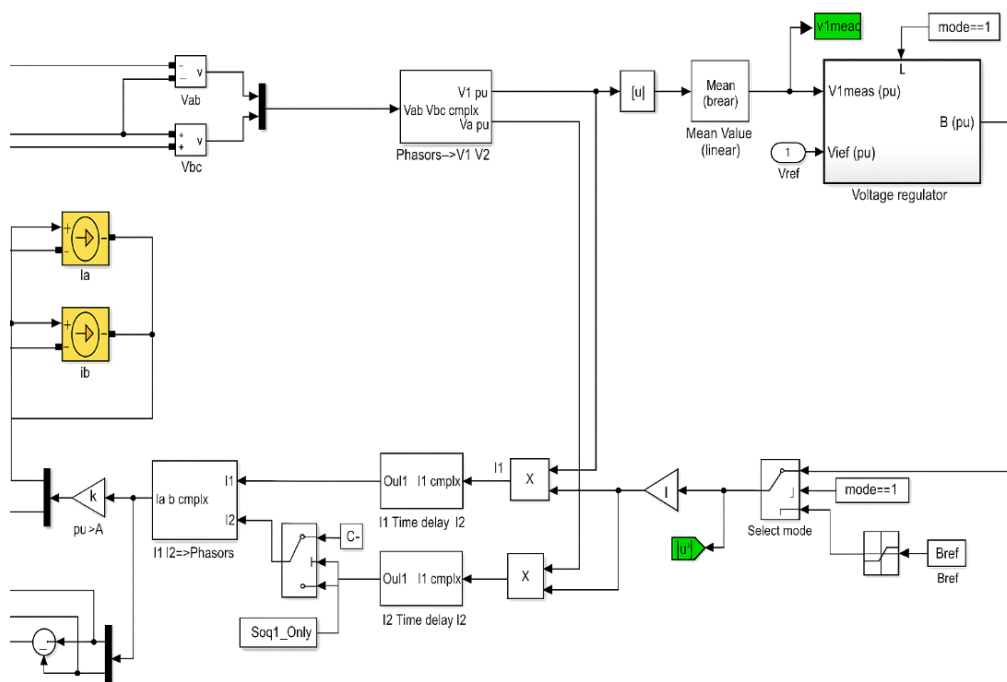 v1mead
mode==1
- v
–
Vab
+ v
+
Vbc
Vab Vbc cmplx
V1 pu
Va pu
Phasors–>V1 V2
|u|
Mean
(brear)
Mean Value
(linear)
L
V1meas (pu)
B (pu)
Vief (pu)
Voltage regulator
1
Vref
+
-
–
Ia
+
-
–
ib
Ia b cmplx
I1
I2
I1 I2=>Phasors
k
pu >A
Oul1 I1 cmplx
I1 Time delay I2
X
I1
I
mode==1
Select mode
|u'|
Bref
Bref
C-
Oul1 I1 cmplx
I2 Time delay I2
X
Soq1_Only
–